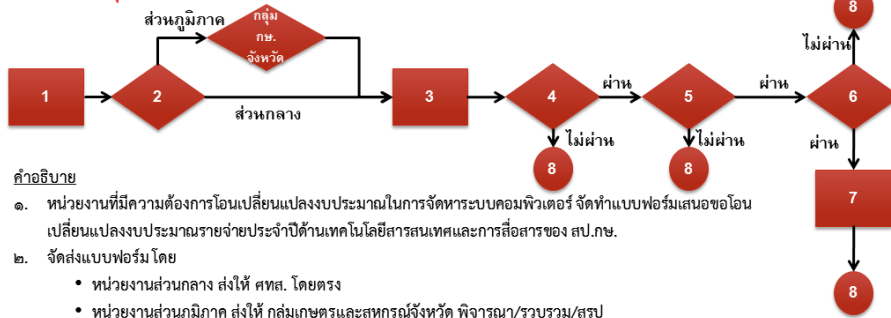 8
ส่วนภูมิภาค
กลุ่ม
กษ.
จังหวัด
ไม่ผ่าน
1
2
3
4
ผ่าน
5
ผ่าน
6
ส่วนกลาง
ไม่ผ่าน
ไม่ผ่าน
ผ่าน
8
8
7
คำอธิบาย
๑. หน่วยงานที่มีความต้องการโอนเปลี่ยนแปลงงบประมาณในการจัดหาระบบคอมพิวเตอร์ จัดทำแบบฟอร์มเสนอขอโอน
เปลี่ยนแปลงงบประมาณรายจ่ายประจำปีด้านเทคโนโลยีสารสนเทศและการสื่อสารของ สป.กษ.
๒. จัดส่งแบบฟอร์ม โดย
• หน่วยงานส่วนกลาง ส่งให้ ศทส. โดยตรง
8
• หน่วยงานส่วนภูมิภาค ส่งให้ กลุ่มเกษตรและสหกรณ์จังหวัด พิจารณา/รวบรวม/สรุป